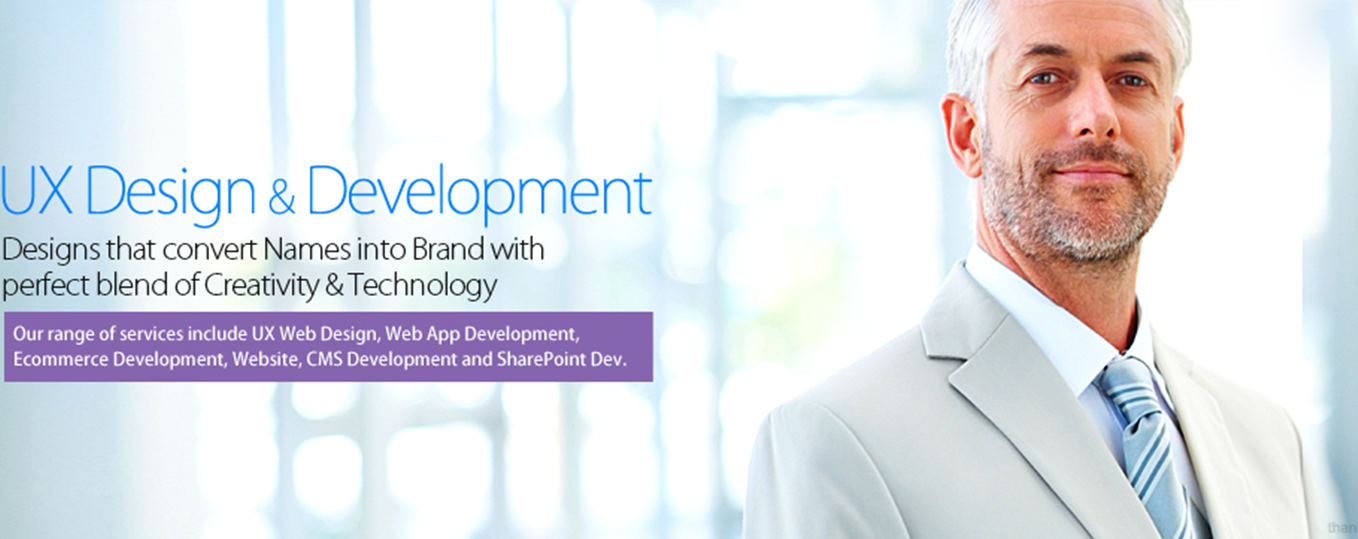 UX Design & Development
Designs that convert Names into Brand with
perfect blend of Creativity & Technology
Our range of services include UX Web Design, Web App Development,
Ecommerce Development, Website, CMS Development and SharePoint Dev.
than